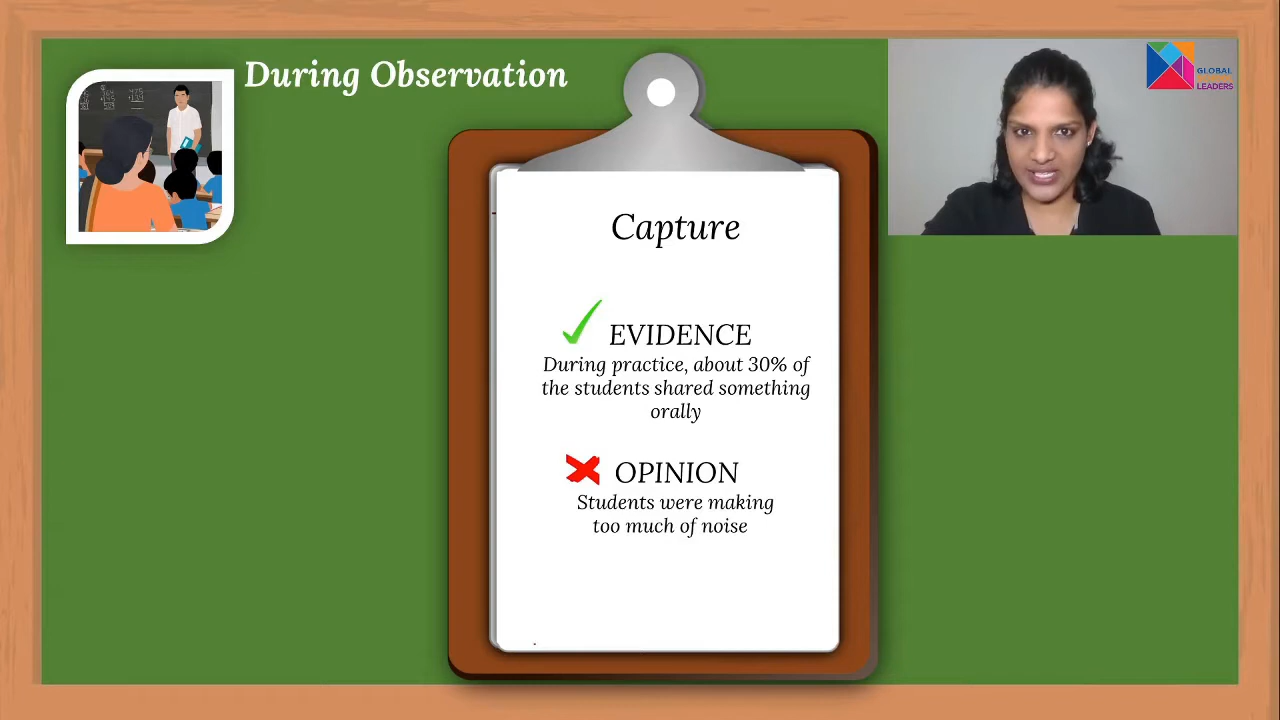 During Observation
GLOBAL
LEADERS
Capture
EVIDENCE
During practice, about 30% of
the students shared something
orally
OPINION
Students were making
too much of noise